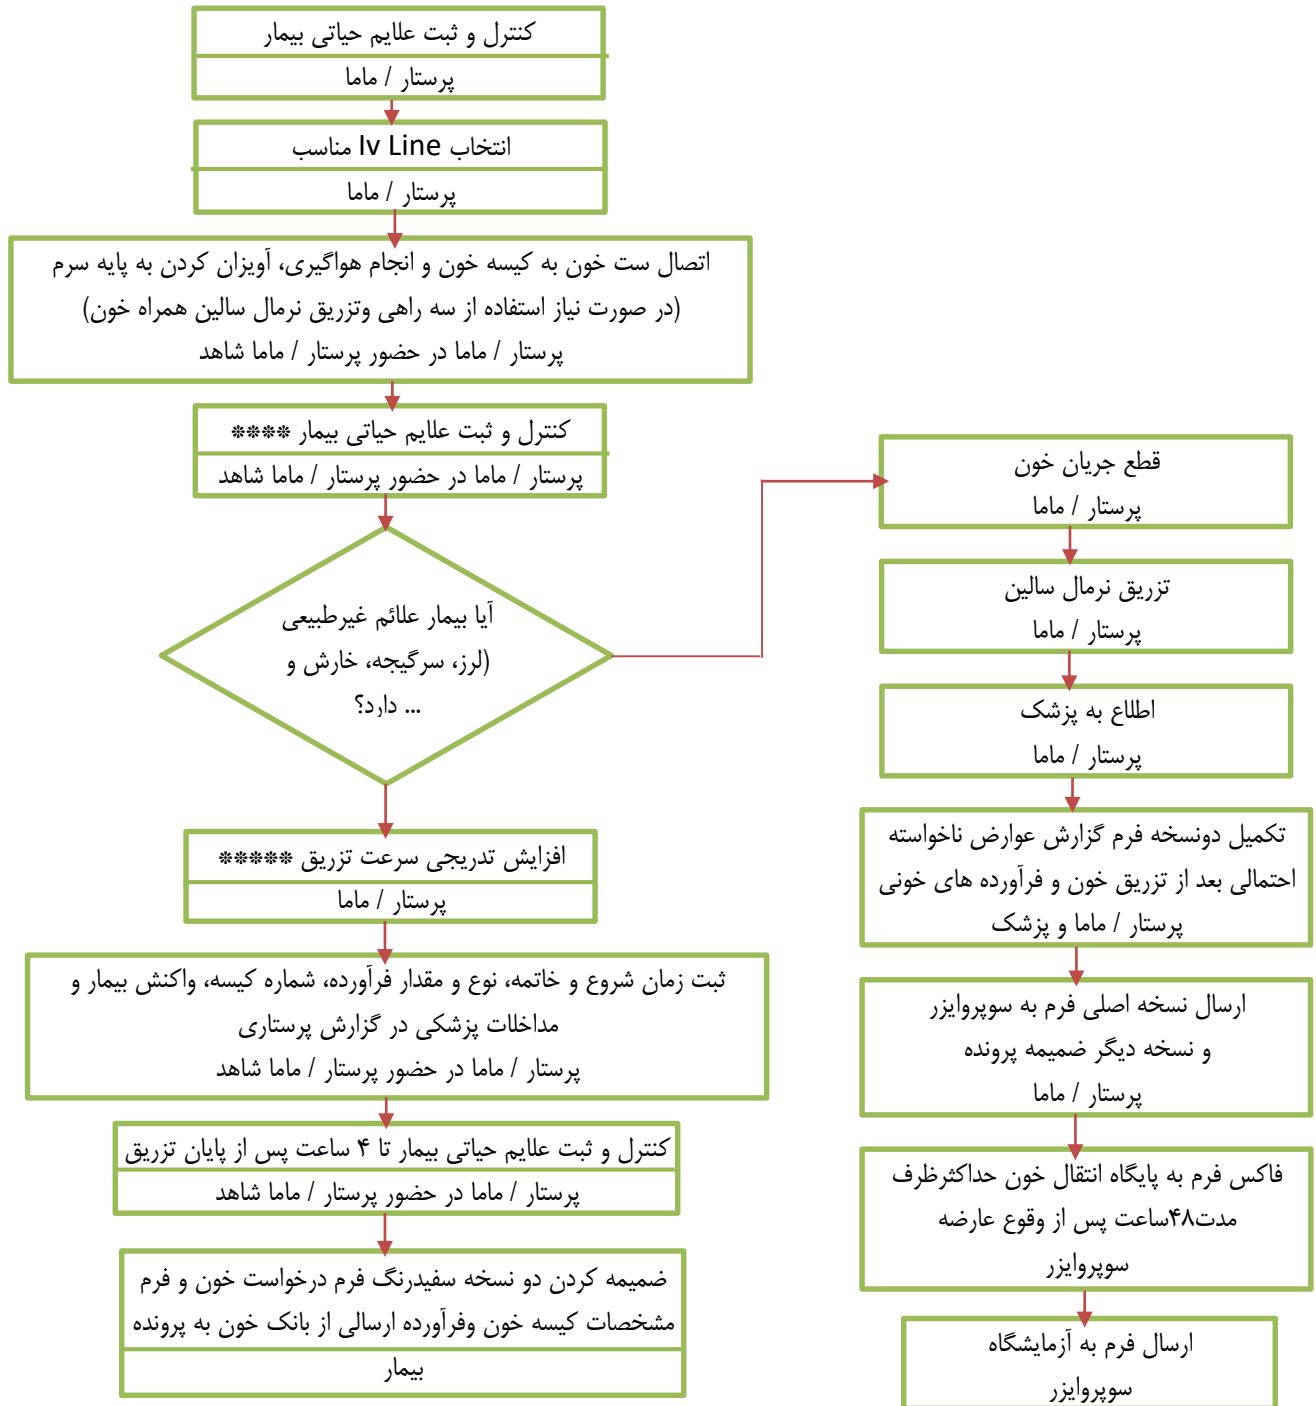 کنترل و ثبت علایم حیاتی بیمار
پرستار / ماما
انتخاب Iv Line مناسب
پرستار / ماما
اتصال ست خون به کیسه خون و انجام هواگیری، آویزان کردن به پایه سرم
(در صورت نیاز استفاده از سه راهی وتزریق نرمال سالین همراه خون)
پرستار / ماما در حضور پرستار / ماما شاهد
کنترل و ثبت علایم حیاتی بیمار ****
پرستار / ماما در حضور پرستار / ماما شاهد
آیا بیمار علائم غیرطبیعی
(لرز، سرگیجه، خارش و
... دارد؟
افزایش تدریجی سرعت تزریق *****
پرستار / ماما
ثبت زمان شروع و خاتمه، نوع و مقدار فرآورده، شماره کیسه، واکنش بیمار و
مداخلات پزشکی در گزارش پرستاری
پرستار / ماما در حضور پرستار / ماما شاهد
کنترل و ثبت علایم حیاتی بیمار تا ۴ ساعت پس از پایان تزریق
پرستار / ماما در حضور پرستار / ماما شاهد
ضمیمه کردن دو نسخه سفیدرنگ فرم درخواست خون و فرم
مشخصات کیسه خون وفرآورده ارسالی از بانک خون به پرونده
بیمار
قطع جریان خون
پرستار / ماما
تزریق نرمال سالین
پرستار / ماما
اطلاع به پزشک
پرستار / ماما
تکمیل دونسخه فرم گزارش عوارض ناخواسته
احتمالی بعد از تزریق خون و فرآورده های خونی
پرستار / ماما و پزشک
ارسال نسخه اصلی فرم به سوپروایزر
و نسخه دیگر ضمیمه پرونده
پرستار / ماما
فاکس فرم به پایگاه انتقال خون حداکثرظرف
مدت۴۸ساعت پس از وقوع عارضه
سوپروایزر
ارسال فرم به آزمایشگاه
سوپروایزر